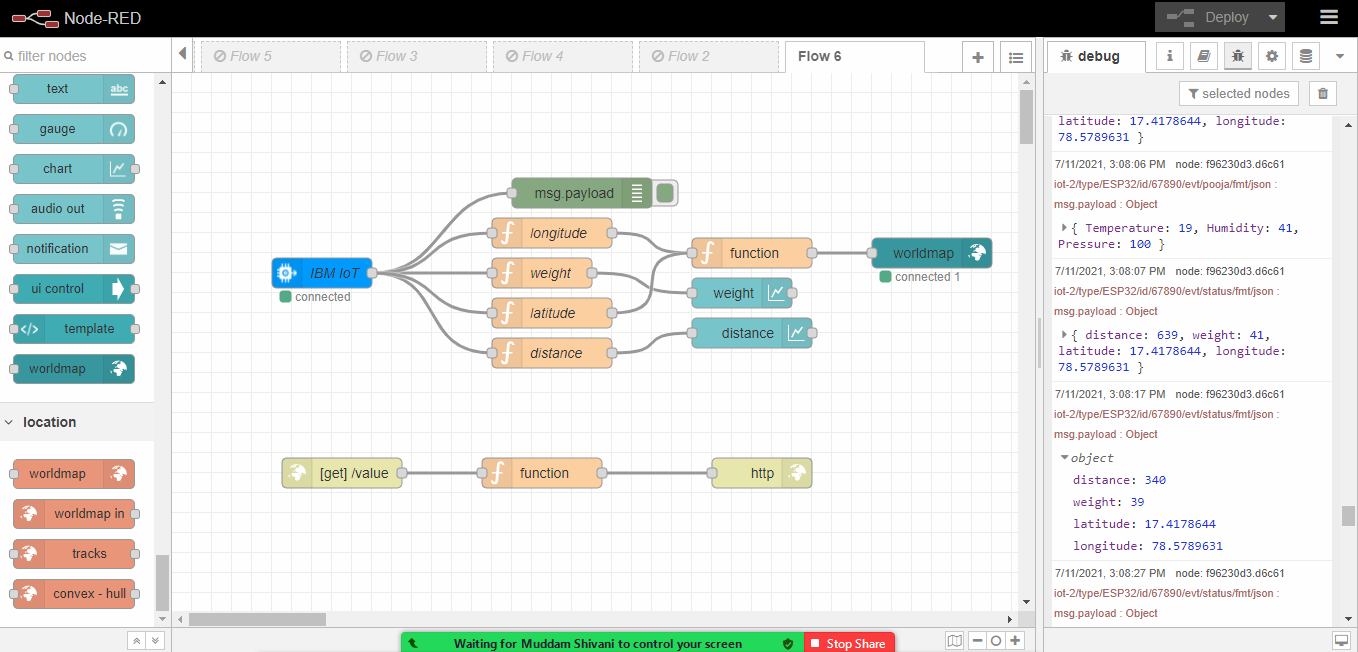 Node-RED
Deploy
filter nodes
Flow 5
Flow 3
Flow 4
Flow 2
Flow 6
debug
i
selected nodes
text
abc
gauge
chart
audio out
notification
ui control
template
worldmap
location
worldmap
worldmap in
tracks
convex - hull
msg.payload
longitude
weight
latitude
distance
IBM IoT
connected
function
worldmap
connected 1
weight
distance
[get] /value
function
http
latitude: 17.4178644, longitude:
78.5789631 }
7/11/2021, 3:08:06 PM node: f96230d3.d6c61
iot-2/type/ESP32/id/67890/evt/pooja/fmt/json :
msg.payload : Object
{ Temperature: 19, Humidity: 41,
Pressure: 100 }
7/11/2021, 3:08:07 PM node: f96230d3.d6c61
iot-2/type/ESP32/id/67890/evt/status/fmt/json :
msg.payload : Object
{ distance: 639, weight: 41,
latitude: 17.4178644, longitude:
78.5789631 }
7/11/2021, 3:08:17 PM node: f96230d3.d6c61
iot-2/type/ESP32/id/67890/evt/status/fmt/json :
msg.payload : Object
object
distance: 340
weight: 39
latitude: 17.4178644
longitude: 78.5789631
7/11/2021, 3:08:27 PM node: f96230d3.d6c61
iot-2/type/ESP32/id/67890/evt/status/fmt/json :
msg.payload : Object
Waiting for Muddam Shivani to control your screen
Stop Share